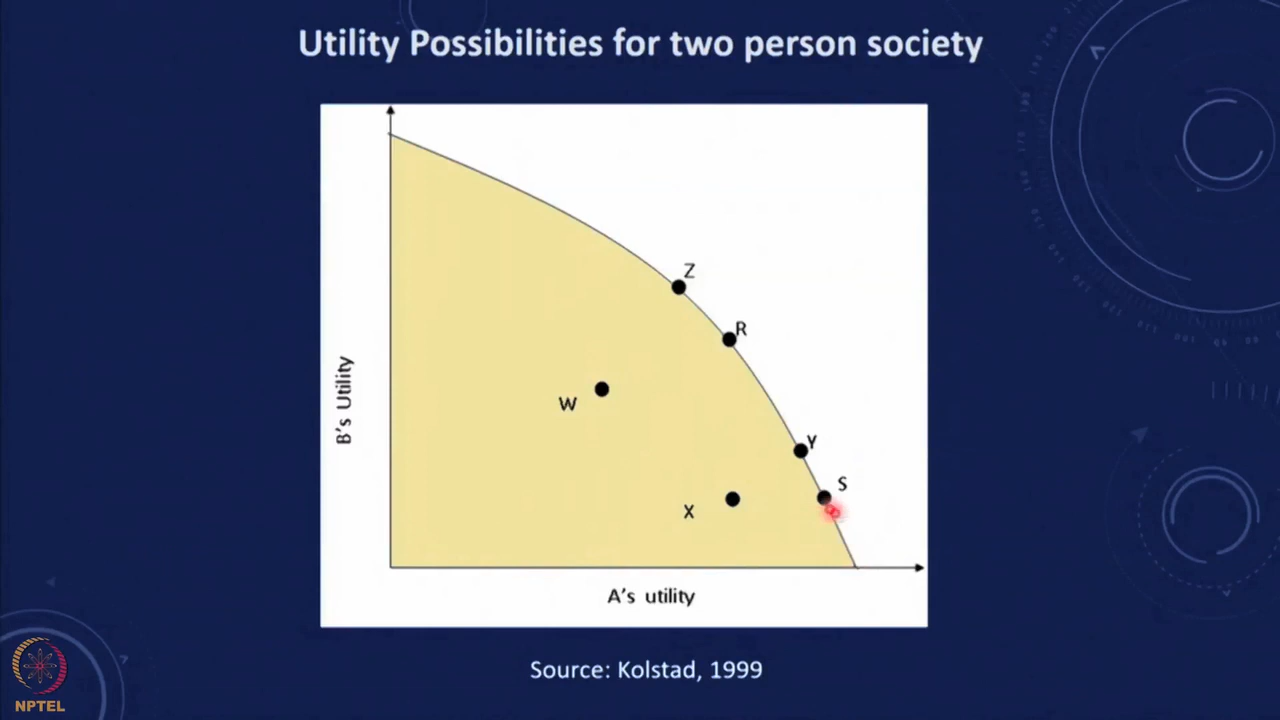 Utility Possibilities for two person society
Z
R
B's Utility
W
Y
S
X
A's utility
Source: Kolstad, 1999
NPTEL